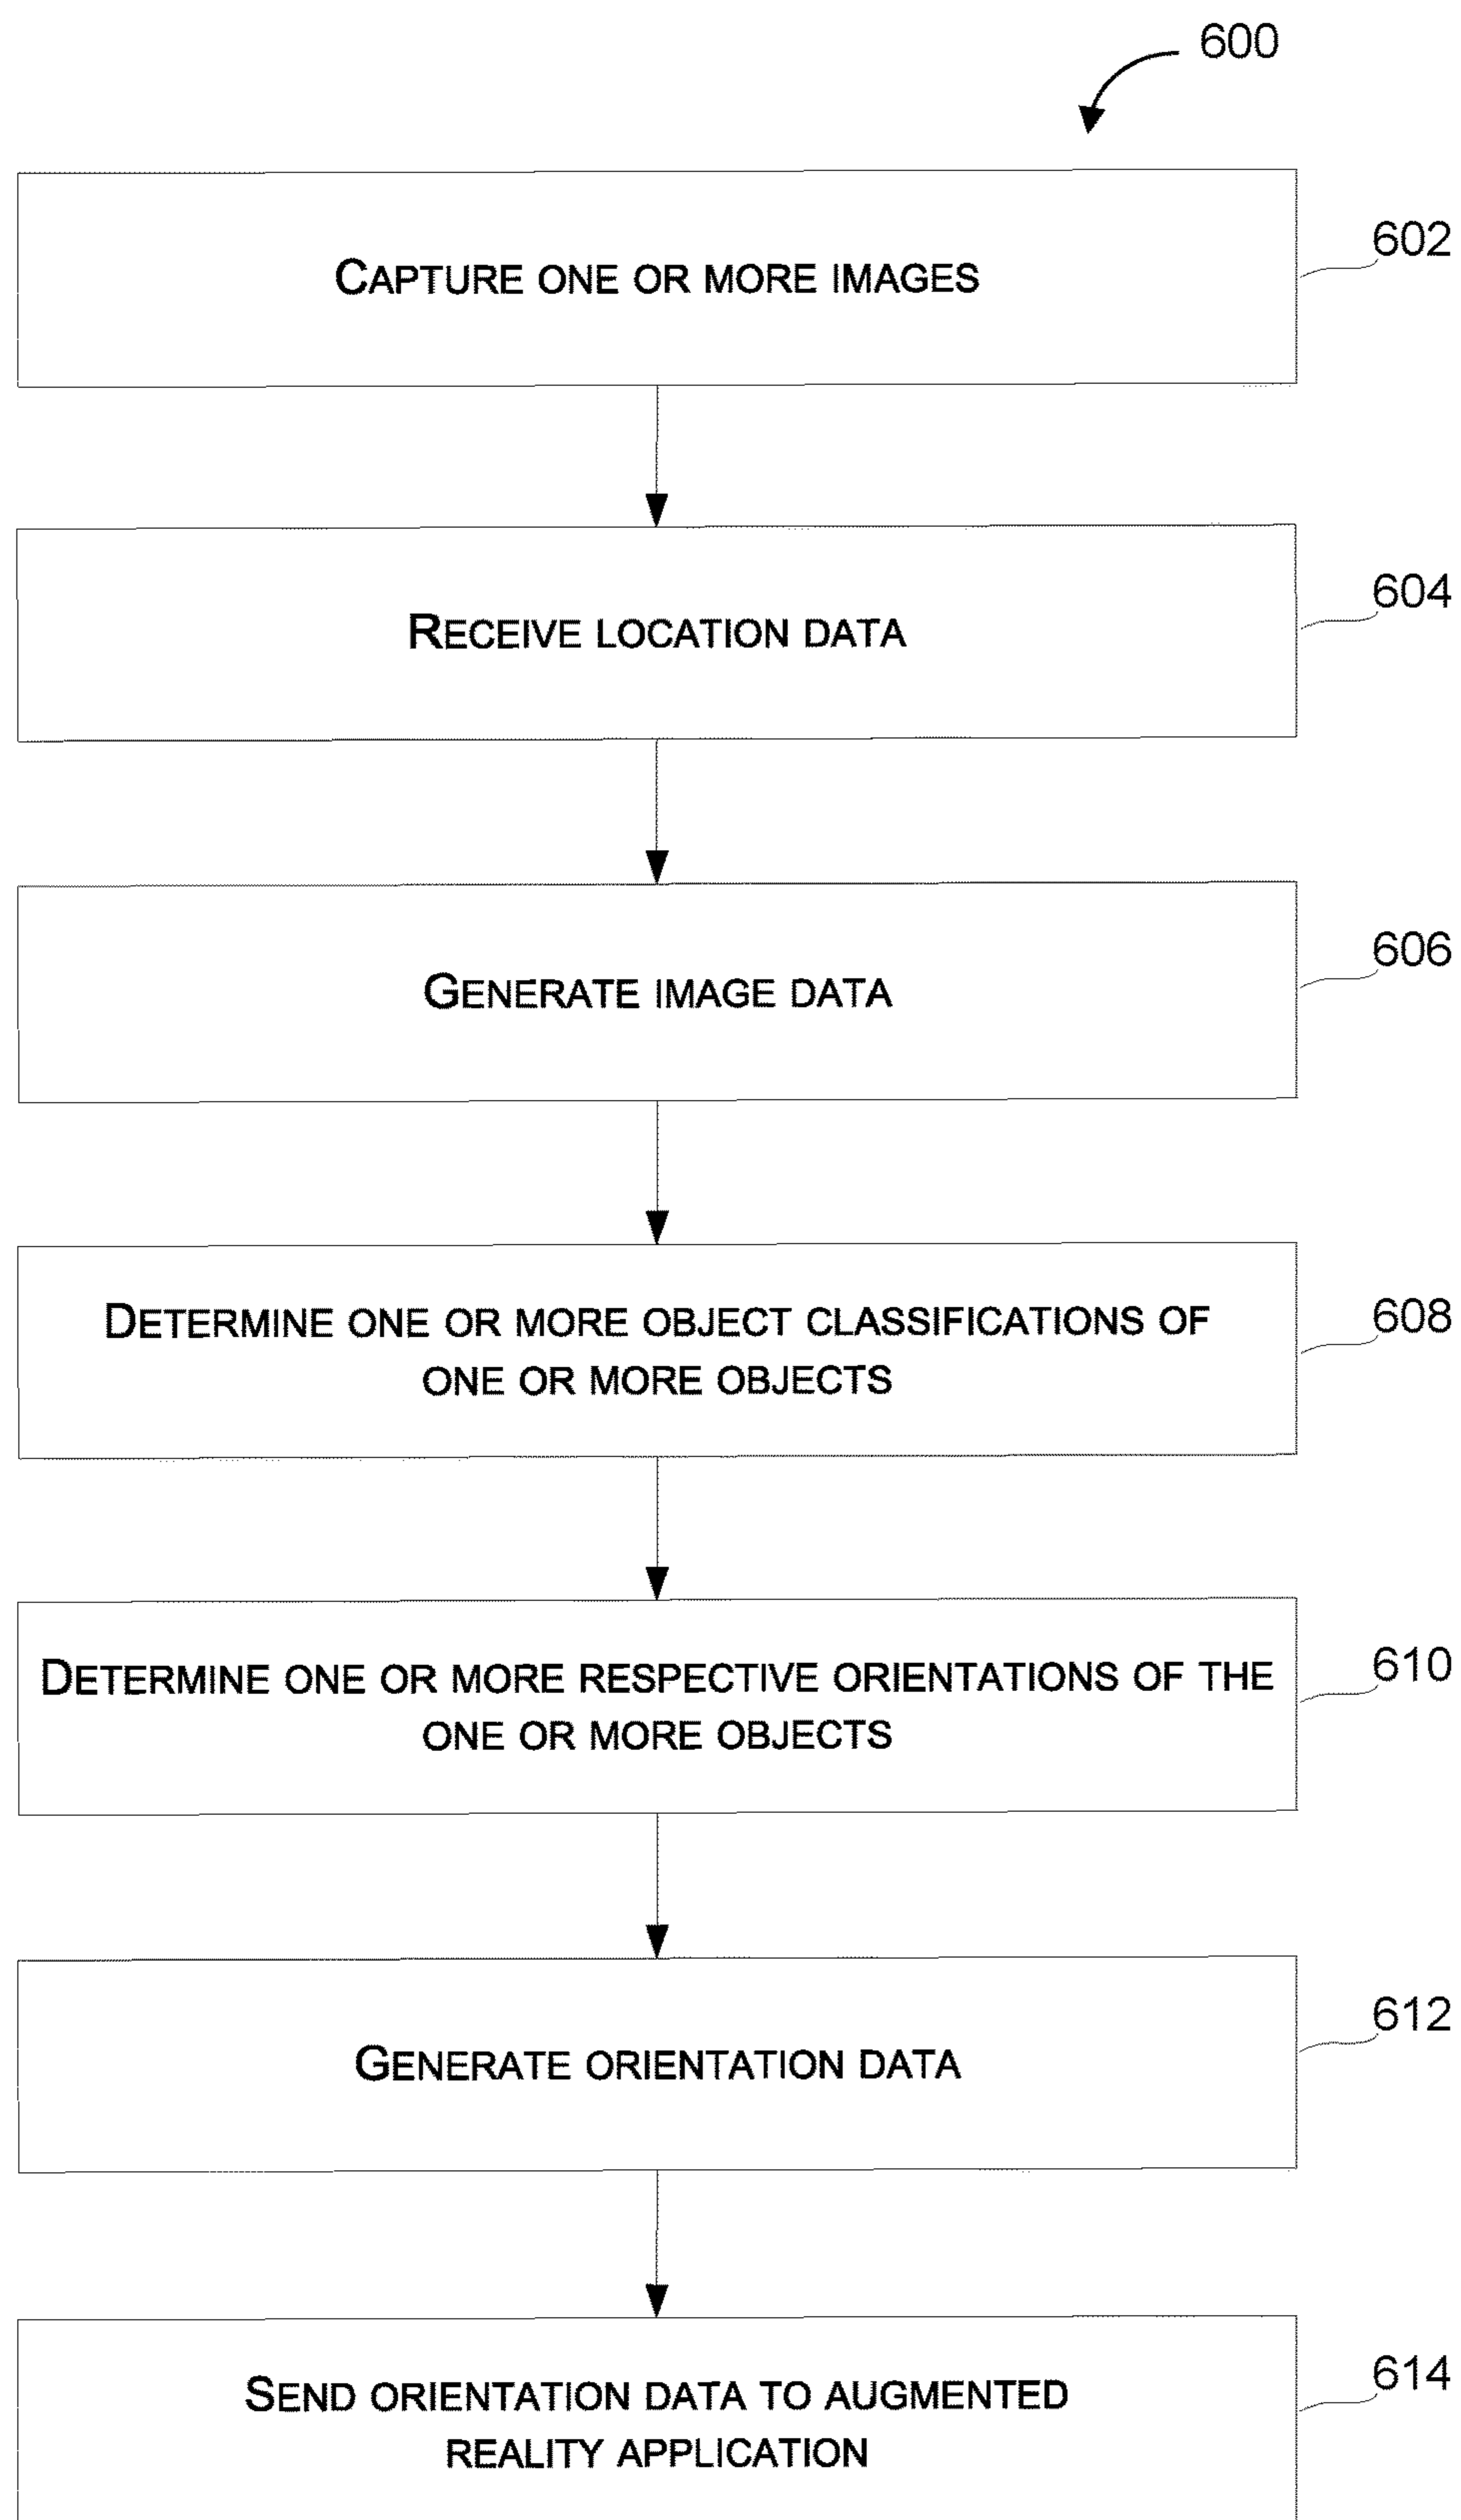 600
CAPTURE ONE OR MORE IMAGES
602
RECEIVE LOCATION DATA
604
GENERATE IMAGE DATA
606
DETERMINE ONE OR MORE OBJECT CLASSIFICATIONS OF
ONE OR MORE OBJECTS
608
DETERMINE ONE OR MORE RESPECTIVE ORIENTATIONS OF THE
ONE OR MORE OBJECTS
610
GENERATE ORIENTATION DATA
612
SEND ORIENTATION DATA TO AUGMENTED
REALITY APPLICATION
614